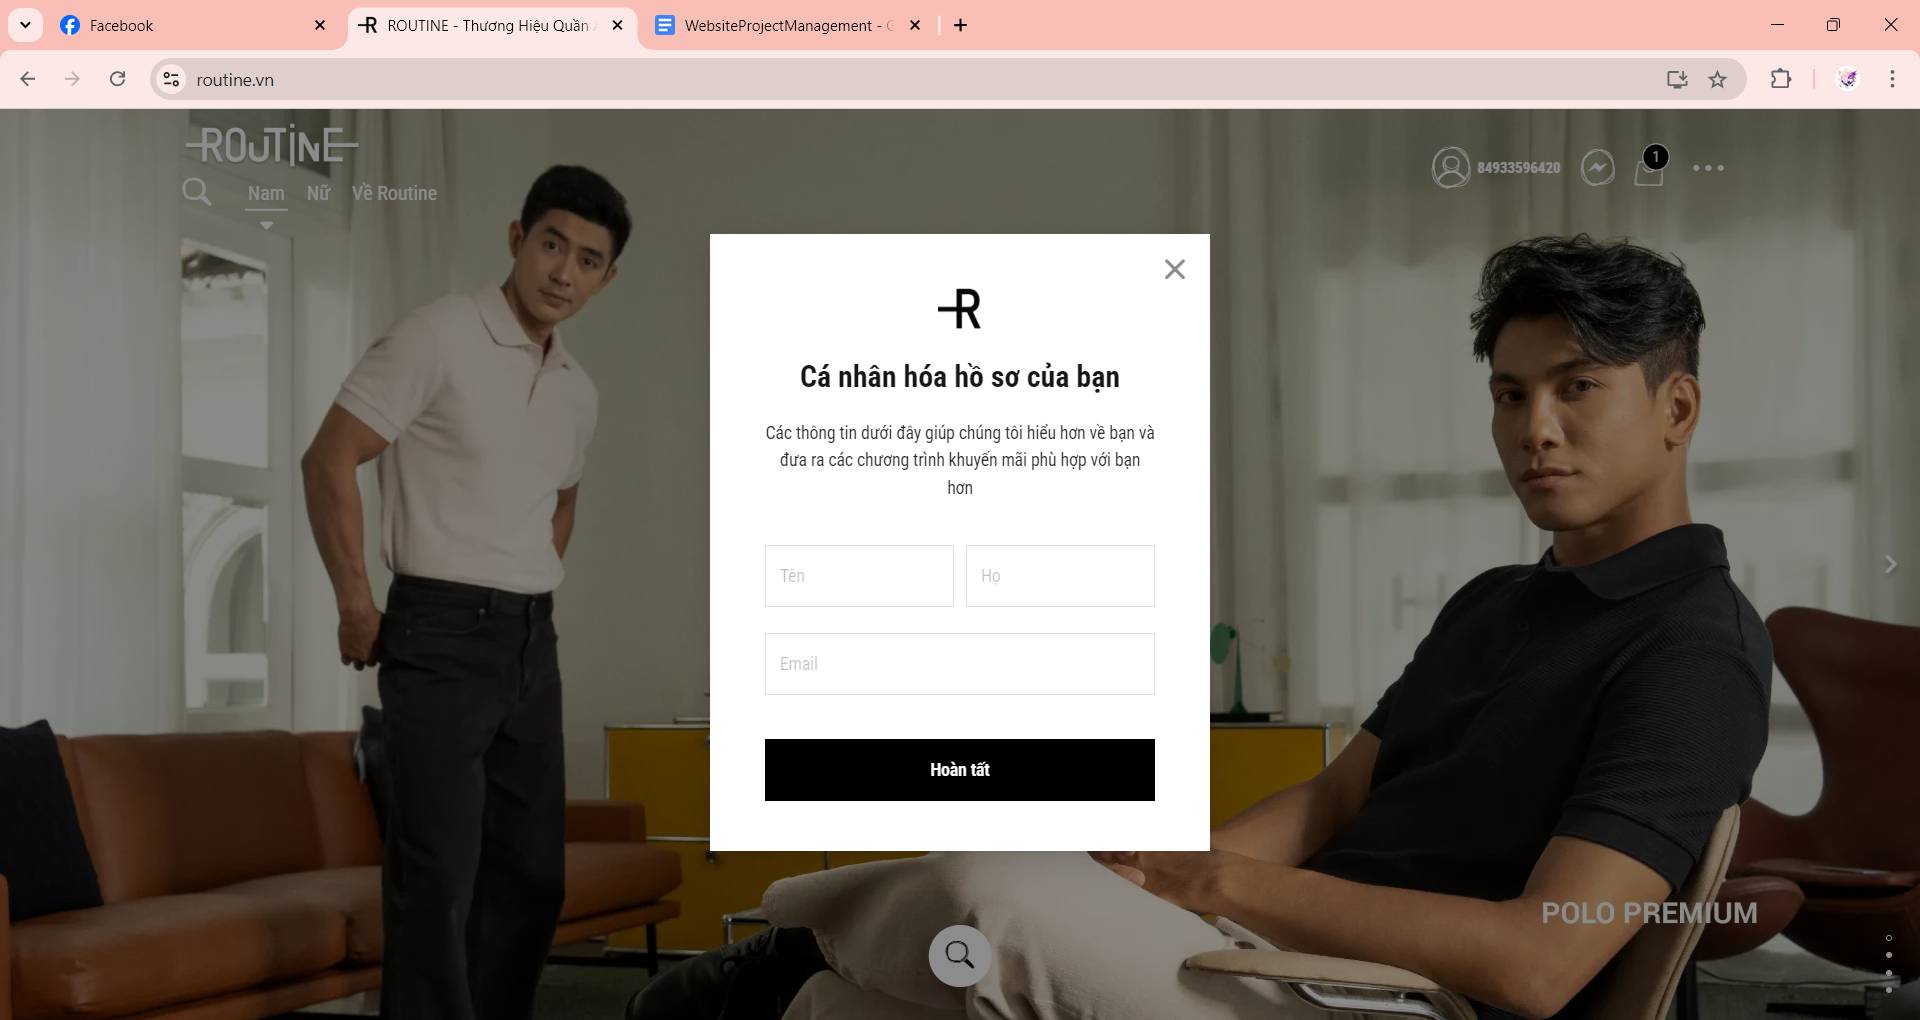 Facebook
ROUTINE - Thương Hiệu Quần
WebsiteProjectManagement - G
routine.vn
ROUTINE
84933596420
1
Nam
Nữ
Về Routine
R
Cá nhân hóa hồ sơ của bạn
Các thông tin dưới đây giúp chúng tôi hiểu hơn về bạn và
đưa ra các chương trình khuyến mãi phù hợp với bạn
hơn
Tên
Họ
Email
Hoàn tất
POLO PREMIUM